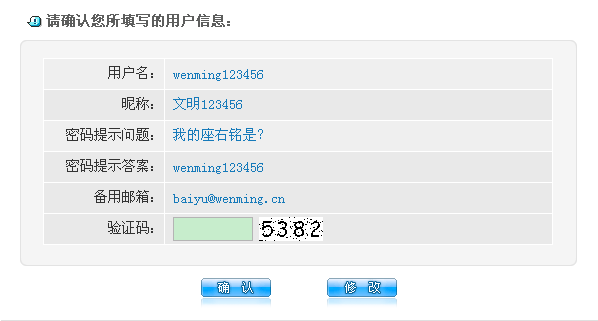 请确认您所填写的用户信息：
用户名： wenming123456
昵称： 文明123456
密码提示问题： 我的座右铭是？
密码提示答案： wenming123456
备用邮箱： baiyu@wenming.cn
验证码： 5382
确 认 修 改